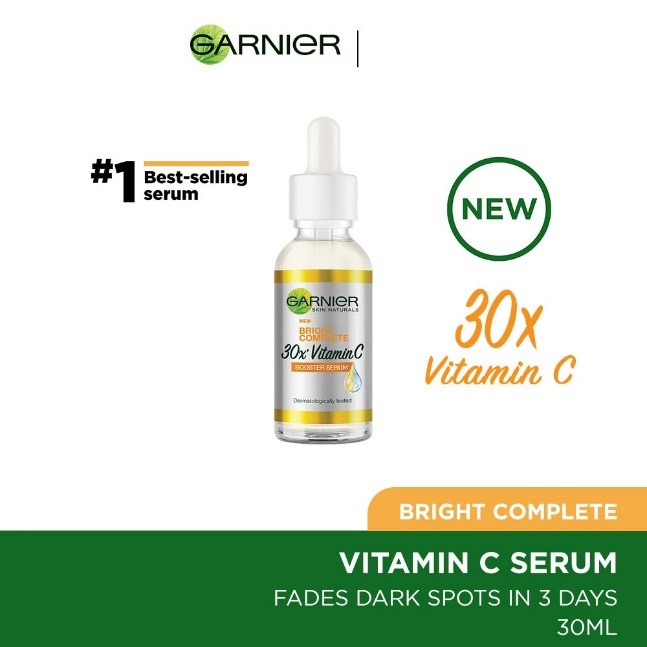 GARNIER
#1 Best-selling
serum
NEW
30x
Vitamin C
GARNIER
SKIN NATURALS
NEW
BRIGHT
COMPLETE
30x* Vitamin C
BOOSTER SERUM
Dermatologically tested
BRIGHT COMPLETE
VITAMIN C SERUM
FADES DARK SPOTS IN 3 DAYS
30ML